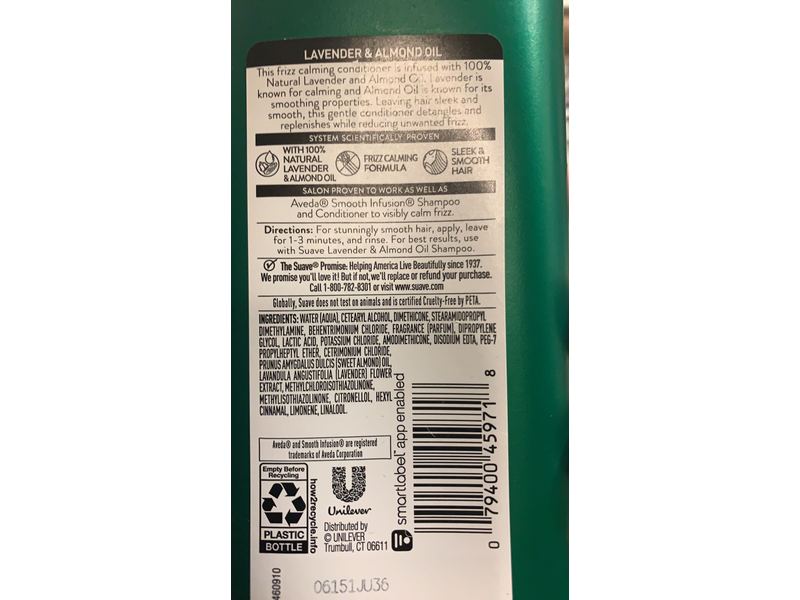 LAVENDER & ALMOND OIL
This frizz calming conditioner is infused with 100%
Natural Lavender and Almond Oil. Lavender is
known for calming and Almond Oil is known for its
smoothing properties. Leaving hair sleek and
smooth, this gentle conditioner detangles and
replenishes while reducing unwanted frizz.
SYSTEM SCIENTIFICALLY PROVEN
WITH 100%
NATURAL
LAVENDER
& ALMOND OIL
FRIZZ CALMING
FORMULA
SLEEK &
SMOOTH
HAIR
SALON PROVEN TO WORK AS WELL AS
Aveda® Smooth Infusion® Shampoo
and Conditioner to visibly calm frizz.
Directions: For stunningly smooth hair, apply, leave
for 1-3 minutes, and rinse. For best results, use
with Suave Lavender & Almond Oil Shampoo.
The Suave® Promise: Helping America Live Beautifully since 1937.
We promise you'll love it! But if not, we'll replace or refund your purchase.
Call 1-800-782-8301 or visit www.suave.com
Globally, Suave does not test on animals and is certified Cruelty-Free by PETA.
INGREDIENTS: WATER (AQUA), CETEARYL ALCOHOL, DIMETHICONE, STEARAMIDOPROPYL
DIMETHYLAMINE, BEHENTRIMONIUM CHLORIDE, FRAGRANCE (PARFUM), DIPROPYLENE
GLYCOL, LACTIC ACID, POTASSIUM CHLORIDE, AMODIMETHICONE, DISODIUM EDTA, PEG-7
PROPYLHEPTYL ETHER, CETRIMONIUM CHLORIDE,
PRUNUS AMYGDALUS DULCIS (SWEET ALMOND) OIL,
LAVANDULA ANGUSTIFOLIA (LAVENDER) FLOWER
EXTRACT, METHYLCHLOROISOTHIAZOLINONE,
METHYLISOTHIAZOLINONE, CITRONELLOL, HEXYL
CINNAMAL, LIMONENE, LINALOOL.
Aveda® and Smooth Infusion® are registered
trademarks of Aveda Corporation
Empty Before
Recycling
PLASTIC
BOTTLE
how2recycle.info
Unilever
Distributed by
© UNILEVER
Trumbull, CT 06611
smartlabel™ app enabled
0 79400 45971 8
460910
06151JU36